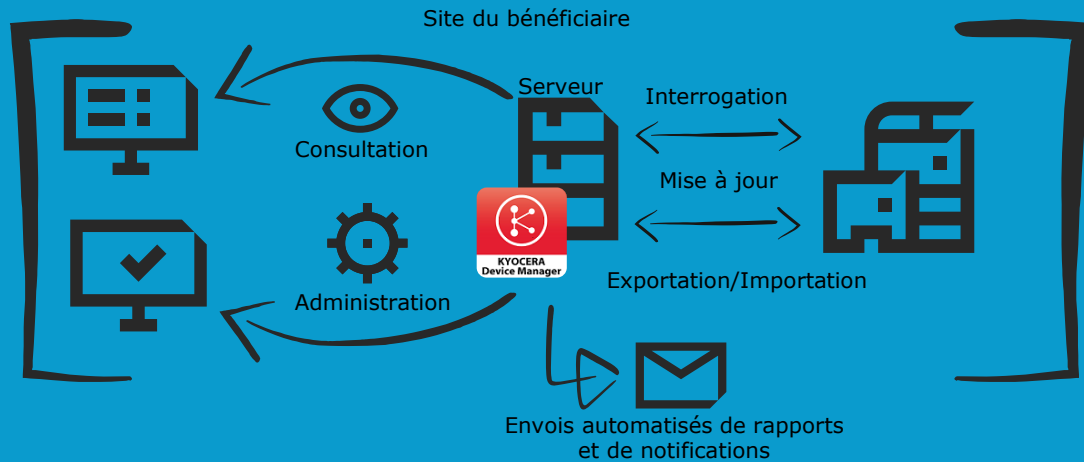 Site du bénéficiaire
Serveur
Interrogation
Consultation
Mise à jour
KYOCERA
Device Manager
Administration
Exportation/Importation
Envois automatisés de rapports
et de notifications